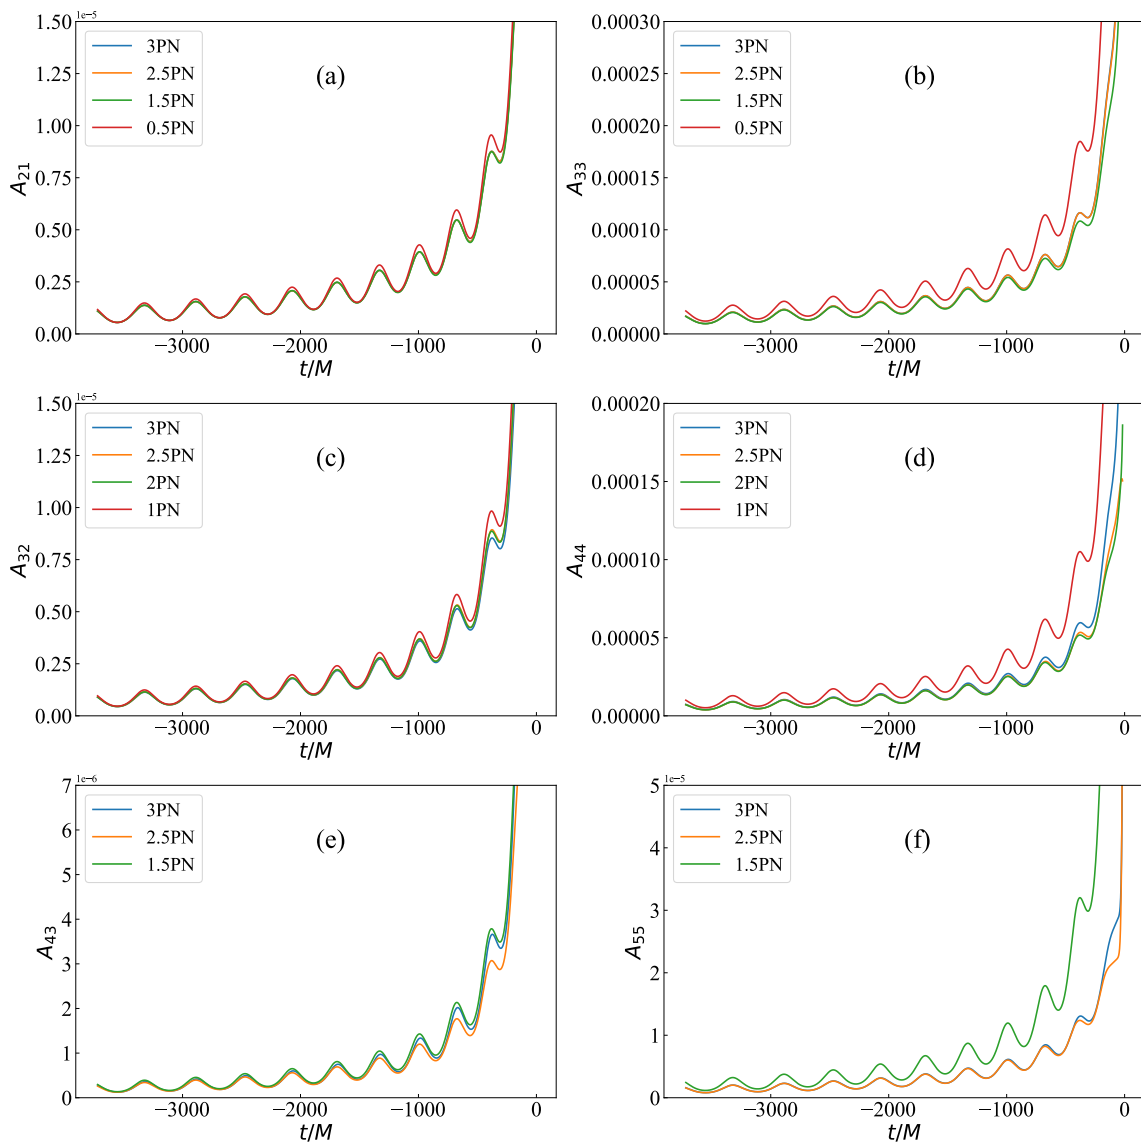 1e−5
1.50
1.25
1.00
0.75
0.50
0.25
0.00
A21
3PN
2.5PN
1.5PN
0.5PN
(a)
−3000 −2000 −1000 0
t/M
0.00030
0.00025
0.00020
0.00015
0.00010
0.00005
0.00000
A33
3PN
2.5PN
1.5PN
0.5PN
(b)
−3000 −2000 −1000 0
t/M
1e−5
1.50
1.25
1.00
0.75
0.50
0.25
0.00
A32
3PN
2.5PN
2PN
1PN
(c)
−3000 −2000 −1000 0
t/M
0.00020
0.00015
0.00010
0.00005
0.00000
A44
3PN
2.5PN
2PN
1PN
(d)
−3000 −2000 −1000 0
t/M
1e−6
7
6
5
4
3
2
1
0
A43
3PN
2.5PN
1.5PN
(e)
−3000 −2000 −1000 0
t/M
1e−5
5
4
3
2
1
0
A55
3PN
2.5PN
1.5PN
(f)
−3000 −2000 −1000 0
t/M